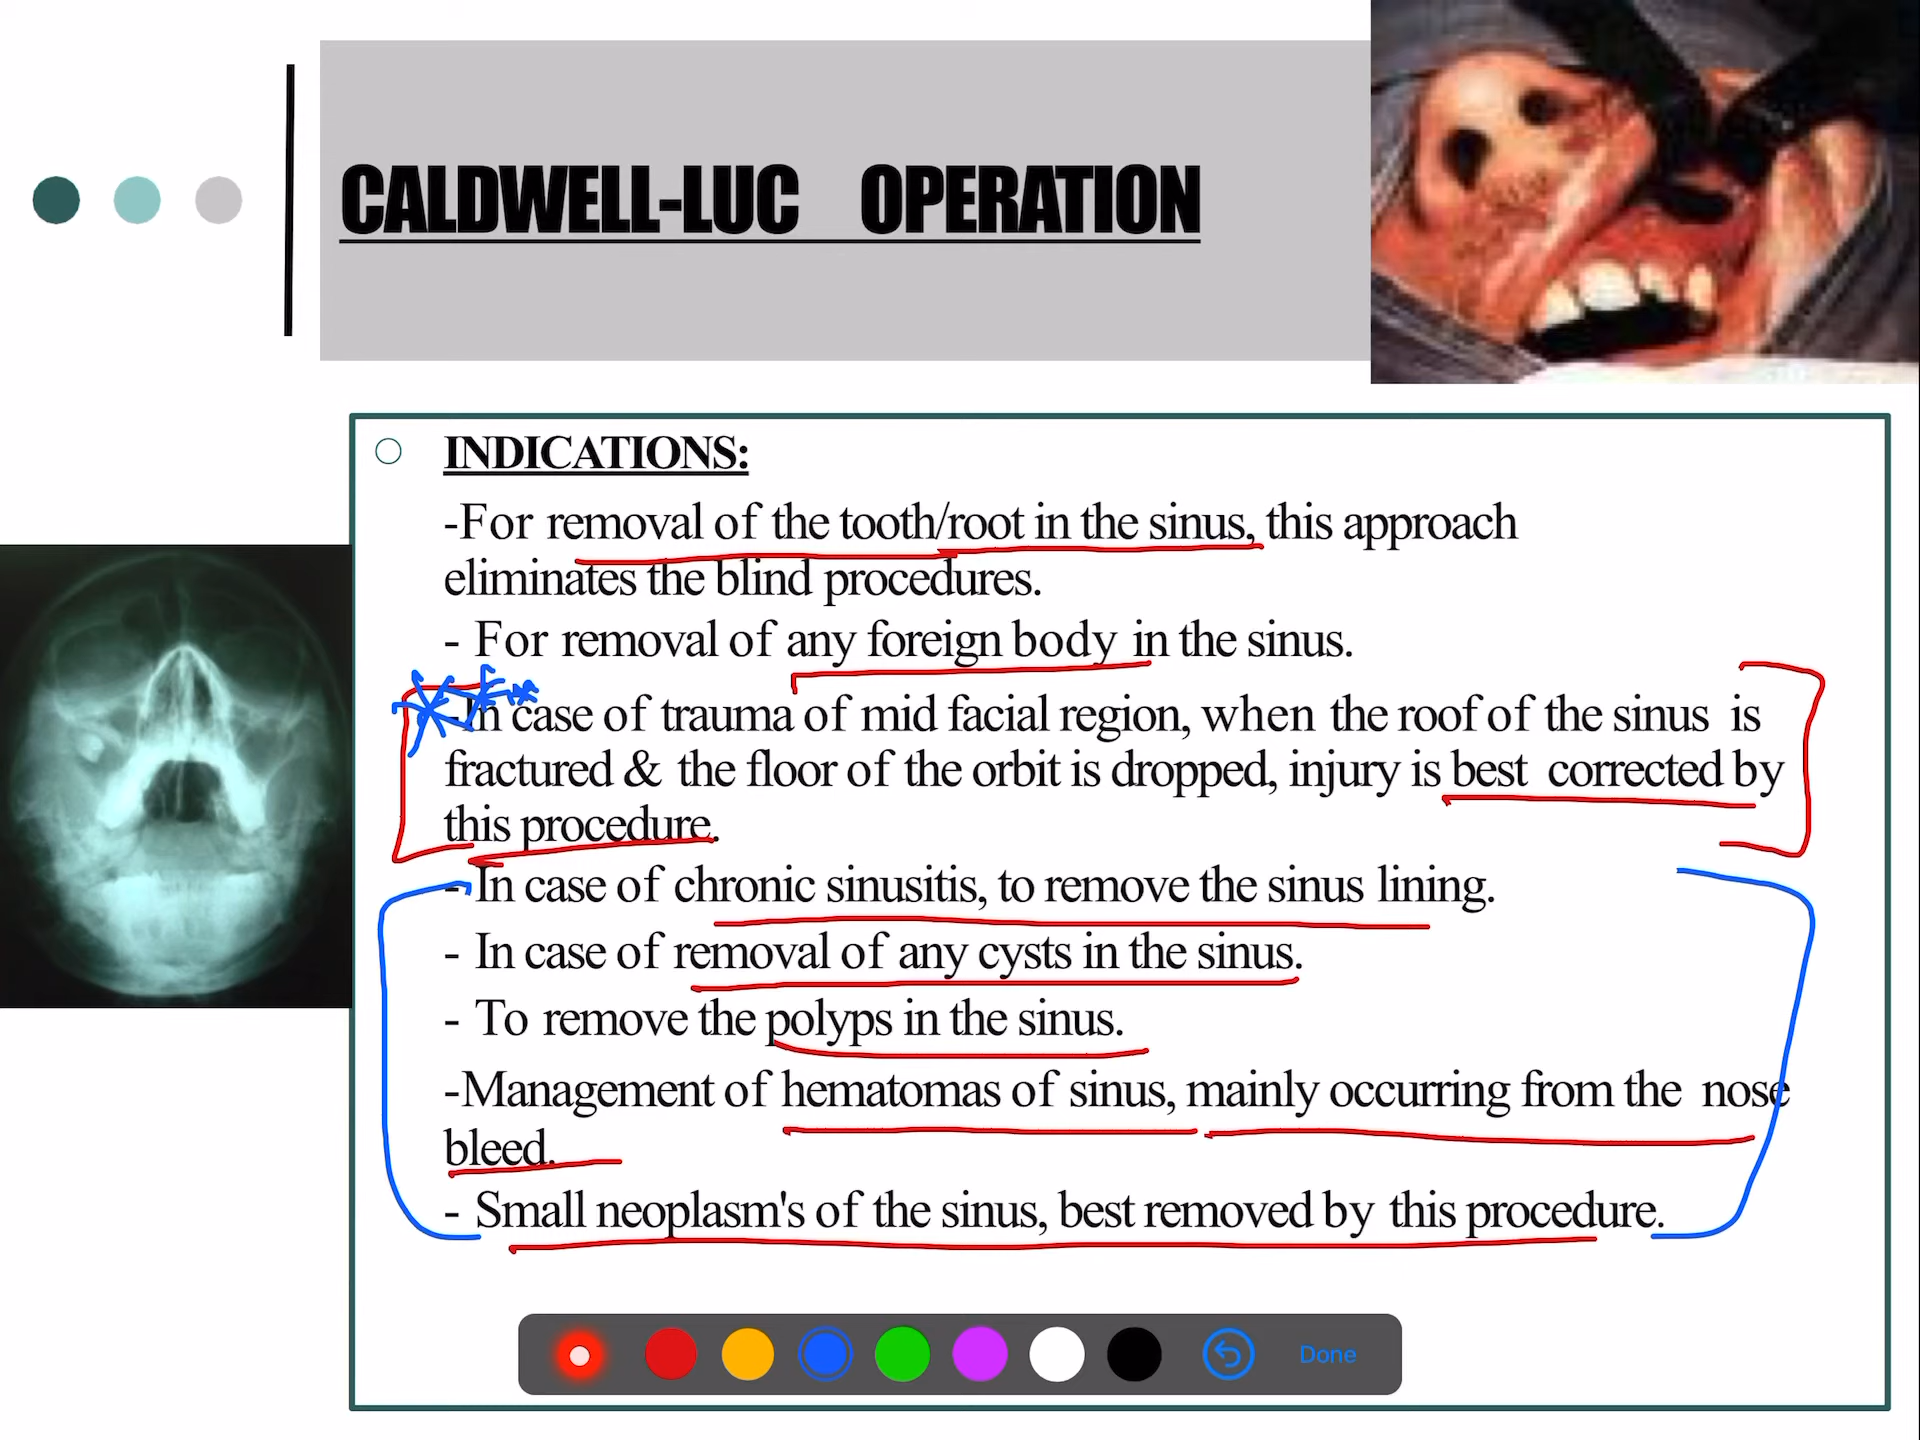 CALDWELL-LUC OPERATION
INDICATIONS:
-For removal of the tooth/root in the sinus, this approach
eliminates the blind procedures.
- For removal of any foreign body in the sinus.
-In case of trauma of mid facial region, when the roof of the sinus is
fractured & the floor of the orbit is dropped, injury is best corrected by
this procedure.
- In case of chronic sinusitis, to remove the sinus lining.
- In case of removal of any cysts in the sinus.
- To remove the polyps in the sinus.
-Management of hematomas of sinus, mainly occurring from the nose
bleed.
- Small neoplasm's of the sinus, best removed by this procedure.
Done